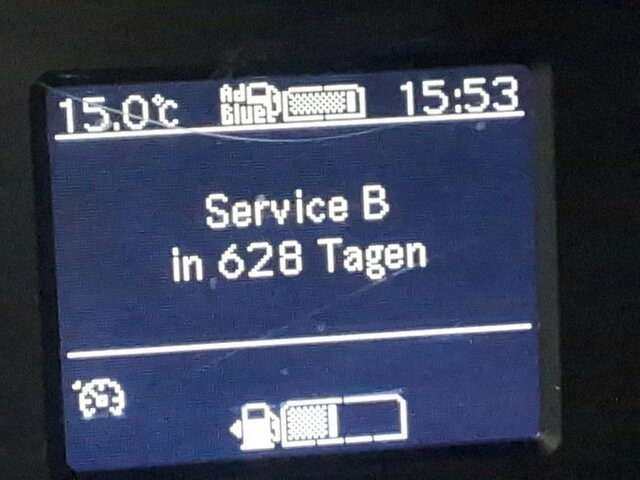 15.0°C AdBlue 15:53
Service B
in 628 Tagen